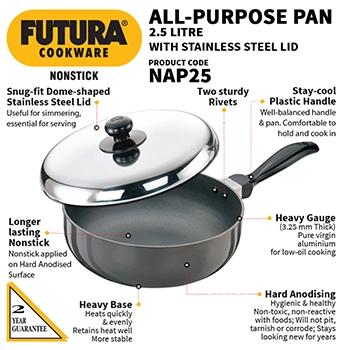 FUTURA®
COOKWARE
NONSTICK
ALL-PURPOSE PAN
2.5 LITRE
WITH STAINLESS STEEL LID
PRODUCT CODE
NAP25
Snug-fit Dome-shaped
Stainless Steel Lid
Useful for simmering,
essential for serving
Two sturdy
Rivets
Stay-cool
Plastic Handle
Well-balanced handle
& pan. Comfortable to
hold and cook in
Longer
lasting
Nonstick
Nonstick applied
on Hard Anodised
Surface
Heavy Gauge
(3.25 mm Thick)
Pure virgin
aluminium
for low-oil cooking
2
YEAR
GUARANTEE
Heavy Base
Heats quickly
& evenly
Retains heat well
More stable
Hard Anodising
Hygienic & healthy
Non-toxic, non-reactive
with foods; Will not pit,
tarnish or corrode; Stays
looking new for years